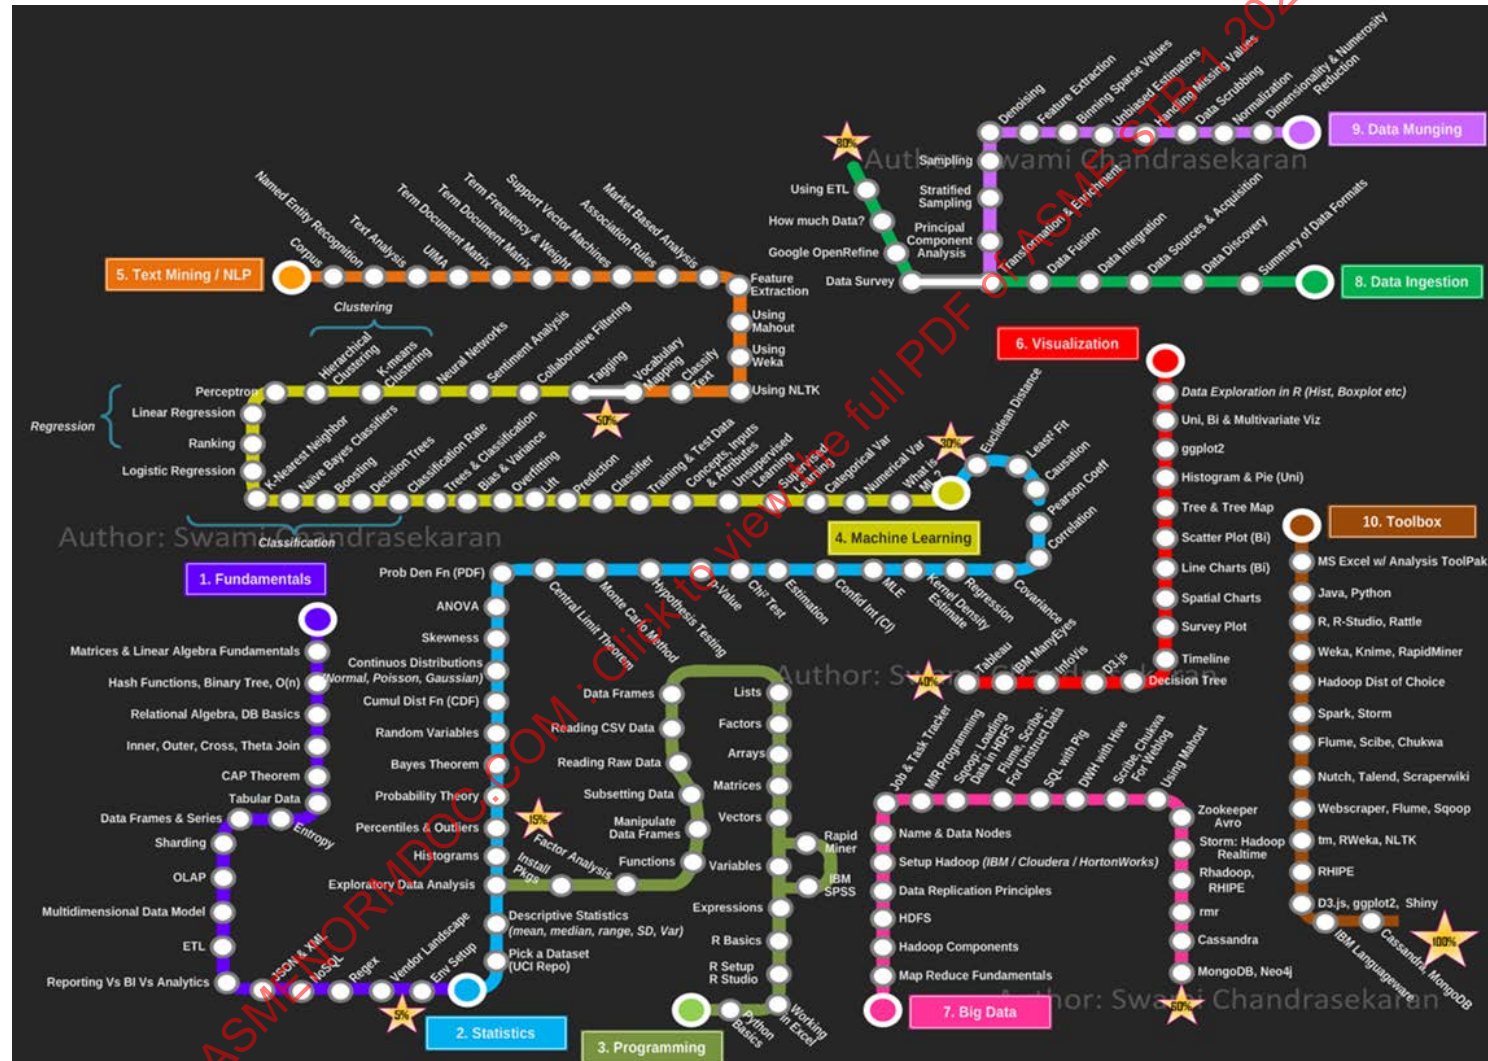 Denoising
Feature Extraction
Binning Sparse Values
Unbiased Estimators
Handling Missing Values
Data Scrubbing
Normalization
Dimensionality & Numerosity
Reduction
9. Data Munging
80%
Author: Swami Chandrasekaran
Sampling
Stratified
Sampling
Principal
Component
Analysis
Using ETL
How much Data?
Google OpenRefine
Data Survey
Transformation & Enrichment
Data Fusion
Data Integration
Data Sources & Acquisition
Data Discovery
Summary of Data Formats
8. Data Ingestion
5. Text Mining / NLP
Corpus
Named Entity Recognition
Text Analysis
UIMA
Term Document Matrix
Term Document Matrix
Term Frequency & Weight
Support Vector Machines
Association Rules
Market Based Analysis
Feature
Extraction
Using
Mahout
Using
Weka
Using NLTK
Classify
Text
Vocabulary
Mapping
Tagging
50%
Collaborative Filtering
Sentiment Analysis
Neural Networks
K-means
Clustering
Hierarchical
Clustering
Clustering
Perceptron
Linear Regression
Regression
Ranking
Logistic Regression
K-Nearest Neighbor
Naive Bayes Classifiers
Boosting
Decision Trees
Classification Rate
Trees & Classification
Bias & Variance
Overfitting
Lift
Prediction
Classifier
Training & Test Data
Concepts, Inputs
& Attributes
Unsupervised
Learning
Supervised
Learning
Categorical Var
Numerical Var
What is
ML?
30%
Classification
Author: Swami Chandrasekaran
4. Machine Learning
Euclidean Distance
Least² Fit
Causation
Pearson Coeff
Correlation
Covariance
Regression
Kernel Density
Estimate
MLE
Confid Int (CI)
Estimation
Chi² Test
p-Value
Hypothesis Testing
Monte Carlo Method
Central Limit Theorem
Prob Den Fn (PDF)
ANOVA
Skewness
Continuos Distributions
(Normal, Poisson, Gaussian)
Cumul Dist Fn (CDF)
Random Variables
Bayes Theorem
Probability Theory
Percentiles & Outliers
Histograms
Exploratory Data Analysis
Descriptive Statistics
(mean, median, range, SD, Var)
Pick a Dataset
(UCI Repo)
2. Statistics
1. Fundamentals
Matrices & Linear Algebra Fundamentals
Hash Functions, Binary Tree, O(n)
Relational Algebra, DB Basics
Inner, Outer, Cross, Theta Join
CAP Theorem
Tabular Data
Entropy
Data Frames & Series
Sharding
OLAP
Multidimensional Data Model
ETL
Reporting Vs BI Vs Analytics
JSON & XML
NoSQL
Regex
Vendor Landscape
Env Setup
5%
15%
Install
Pkgs
Factor Analysis
Functions
Manipulate
Data Frames
Subsetting Data
Reading Raw Data
Reading CSV Data
Data Frames
Lists
Factors
Arrays
Matrices
Vectors
Variables
Rapid
Miner
IBM
SPSS
Expressions
R Basics
R Setup
R Studio
Working
in Excel
Python
Basics
3. Programming
6. Visualization
Data Exploration in R (Hist, Boxplot etc)
Uni, Bi & Multivariate Viz
ggplot2
Histogram & Pie (Uni)
Tree & Tree Map
Scatter Plot (Bi)
Line Charts (Bi)
Spatial Charts
Survey Plot
Timeline
Decision Tree
D3.js
InfoVis
IBM ManyEyes
Tableau
40%
Author: Swami Chandrasekaran
Job & Task Tracker
M/R Programming
Sqoop: Loading
Data in HDFS
Flume, Scribe :
For Unstruct Data
SQL with Pig
DWH with Hive
Scribe, Chukwa
For Weblog
Using Mahout
Zookeeper
Avro
Storm: Hadoop
Realtime
Rhadoop,
RHIPE
rmr
Cassandra
MongoDB, Neo4j
60%
Name & Data Nodes
Setup Hadoop (IBM / Cloudera / HortonWorks)
Data Replication Principles
HDFS
Hadoop Components
Map Reduce Fundamentals
7. Big Data
Author: Swami Chandrasekaran
10. Toolbox
MS Excel w/ Analysis ToolPak
Java, Python
R, R-Studio, Rattle
Weka, Knime, RapidMiner
Hadoop Dist of Choice
Spark, Storm
Flume, Scibe, Chukwa
Nutch, Talend, Scraperwiki
Webscraper, Flume, Sqoop
tm, RWeka, NLTK
RHIPE
D3.js, ggplot2, Shiny
IBM Languageware
Cassandra, MongoDB
100%
ASMENORMDOC.COM : Click to view the full PDF of ASME STB-1 202